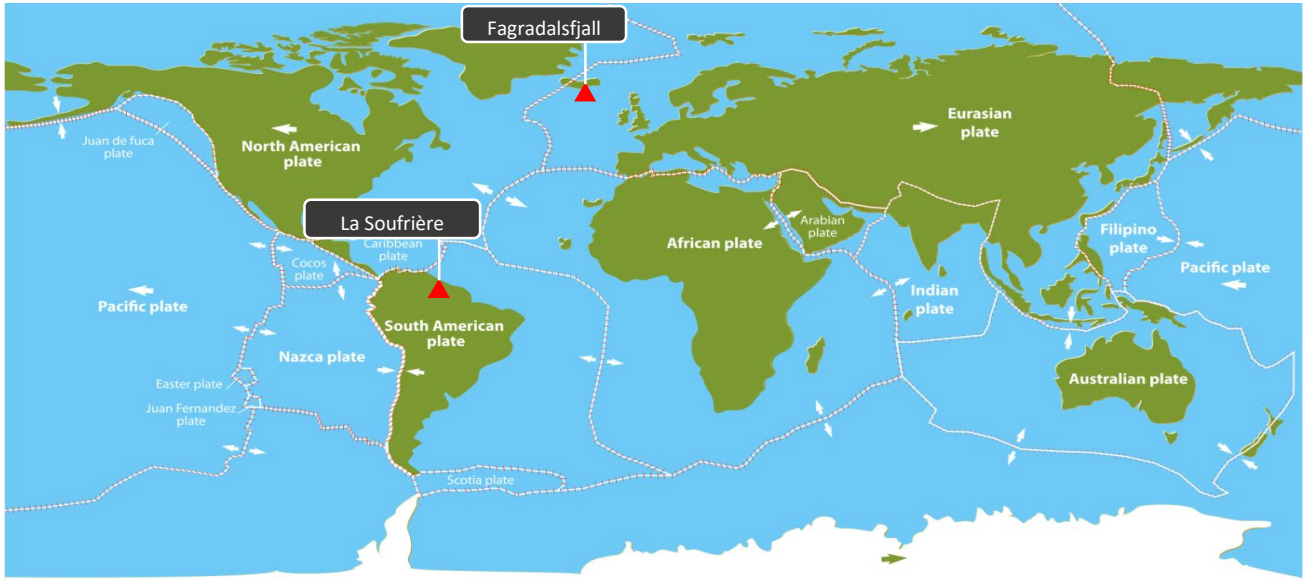 Fagradalsfjall
Eurasian
plate
Juan de fuca
plate
North American
plate
La Soufrière
Caribbean
plate
Arabian
plate
African plate
Filipino
plate
Cocos
plate
Pacific plate
Indian
plate
Pacific plate
South American
plate
Nazca plate
Easter plate
Australian plate
Juan Fernandez
plate
Scotia plate